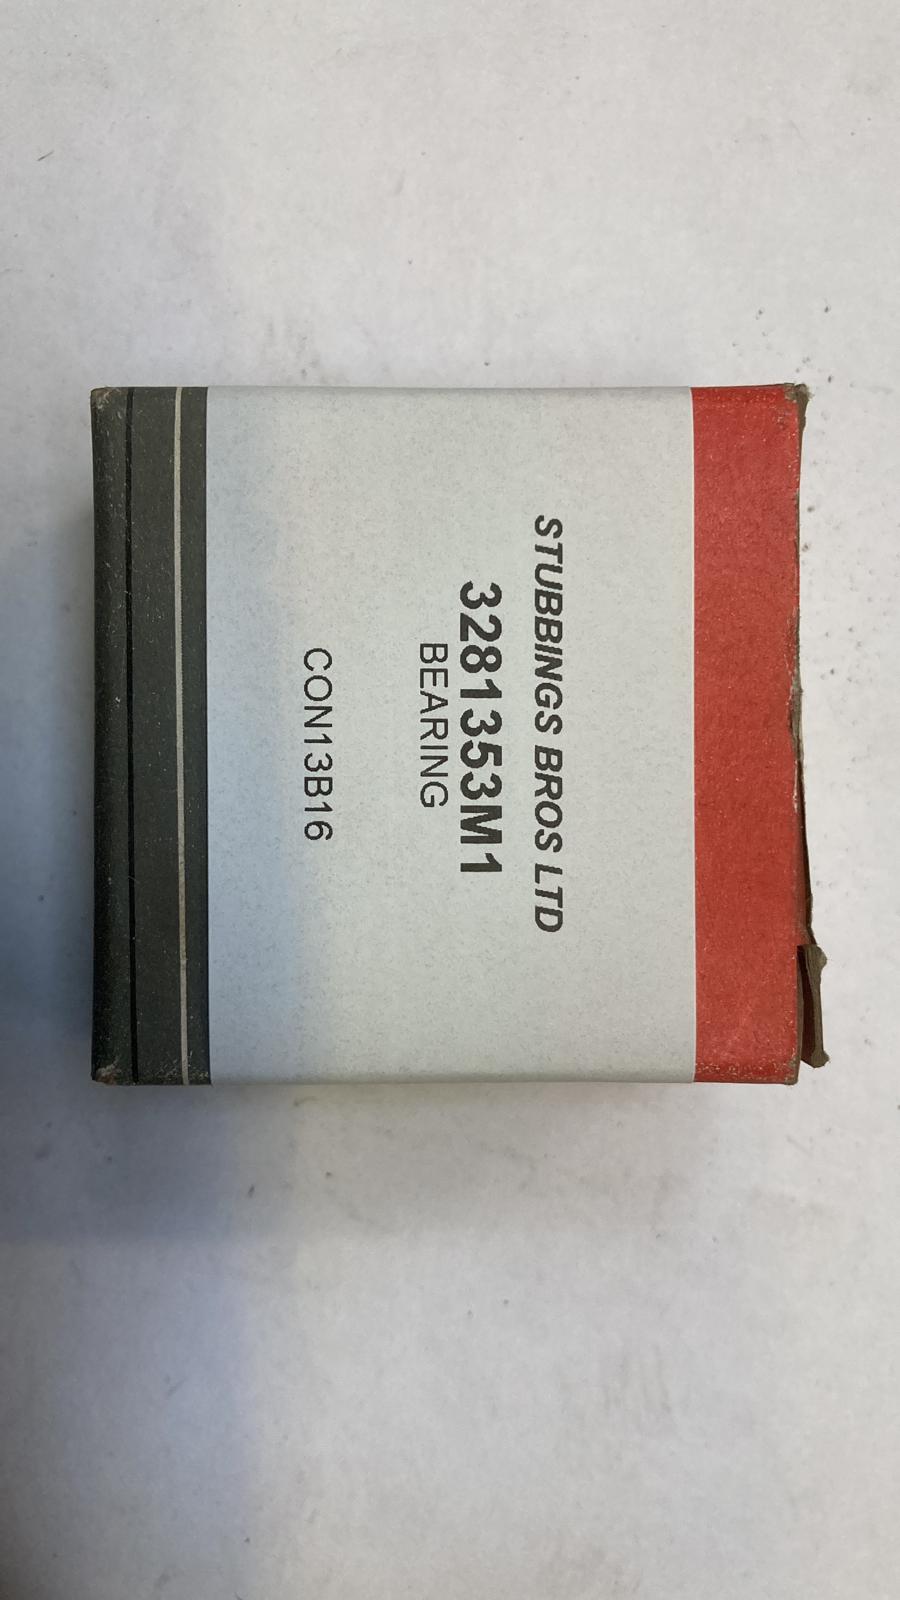 STUBBINGS BROS LTD
3281353M1
BEARING
CON13B16